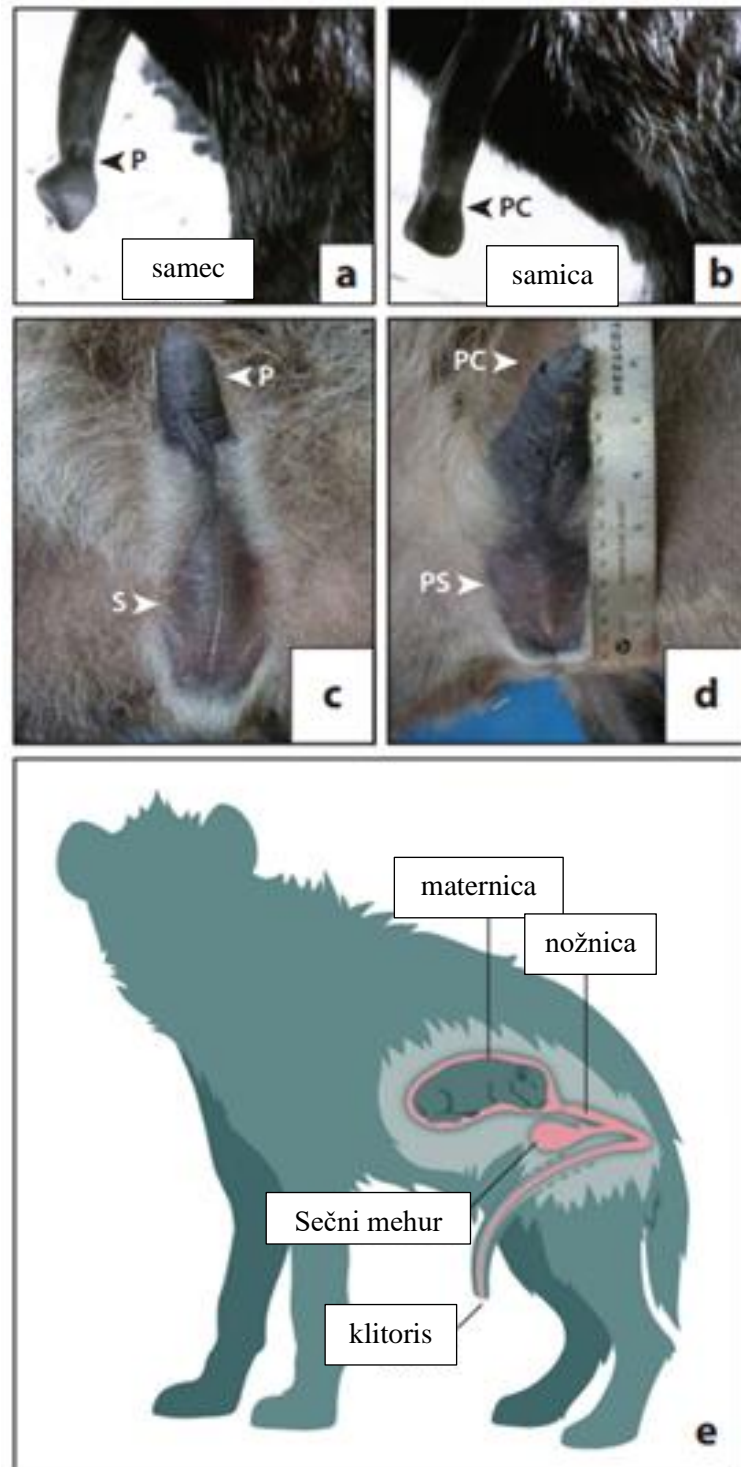 P
samec
a
PC
samica
b
P
S
c
PC
PS
d
maternica
nožnica
Sečni mehur
klitoris
e